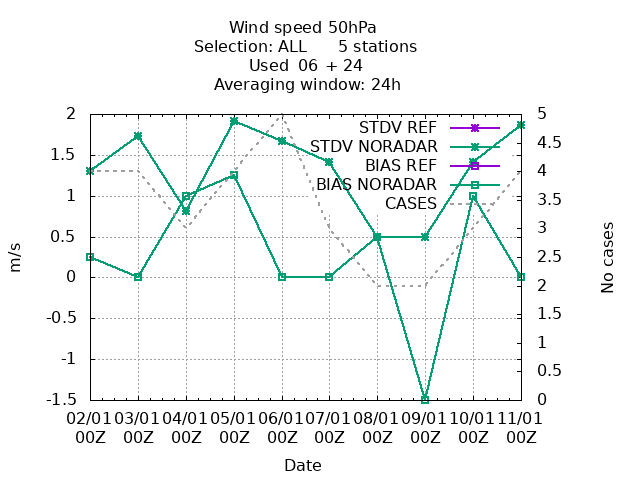 Wind speed 50hPa
Selection: ALL 5 stations
Used 06 + 24
Averaging window: 24h
STDV REF
STDV NORADAR
BIAS REF
BIAS NORADAR
CASES
2
1.5
1
0.5
0
-0.5
-1
-1.5
m/s
5
4.5
4
3.5
3
2.5
2
1.5
1
0.5
0
No cases
02/01 03/01 04/01 05/01 06/01 07/01 08/01 09/01 10/01 11/01
00Z 00Z 00Z 00Z 00Z 00Z 00Z 00Z 00Z 00Z
Date